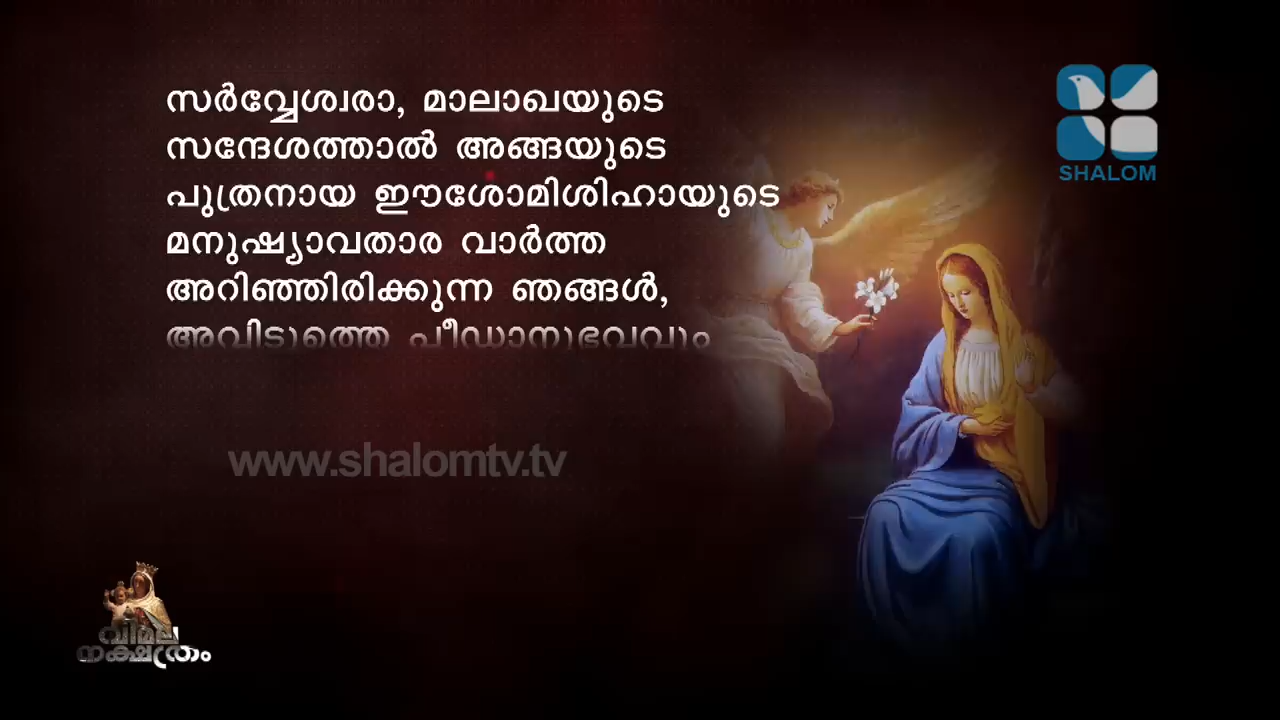 സർവ്വേശ്വരാ, മാലാഖയുടെ
സന്ദേശത്താൽ അങ്ങയുടെ
പുത്രനായ ഈശോമിശിഹായുടെ
മനുഷ്യാവതാര വാർത്ത
അറിഞ്ഞിരിക്കുന്ന ഞങ്ങൾ,
അവിടുത്തെ പീഡാനുഭവവും
SHALOM
www.shalomtv.tv
വിമല
നക്ഷത്രം